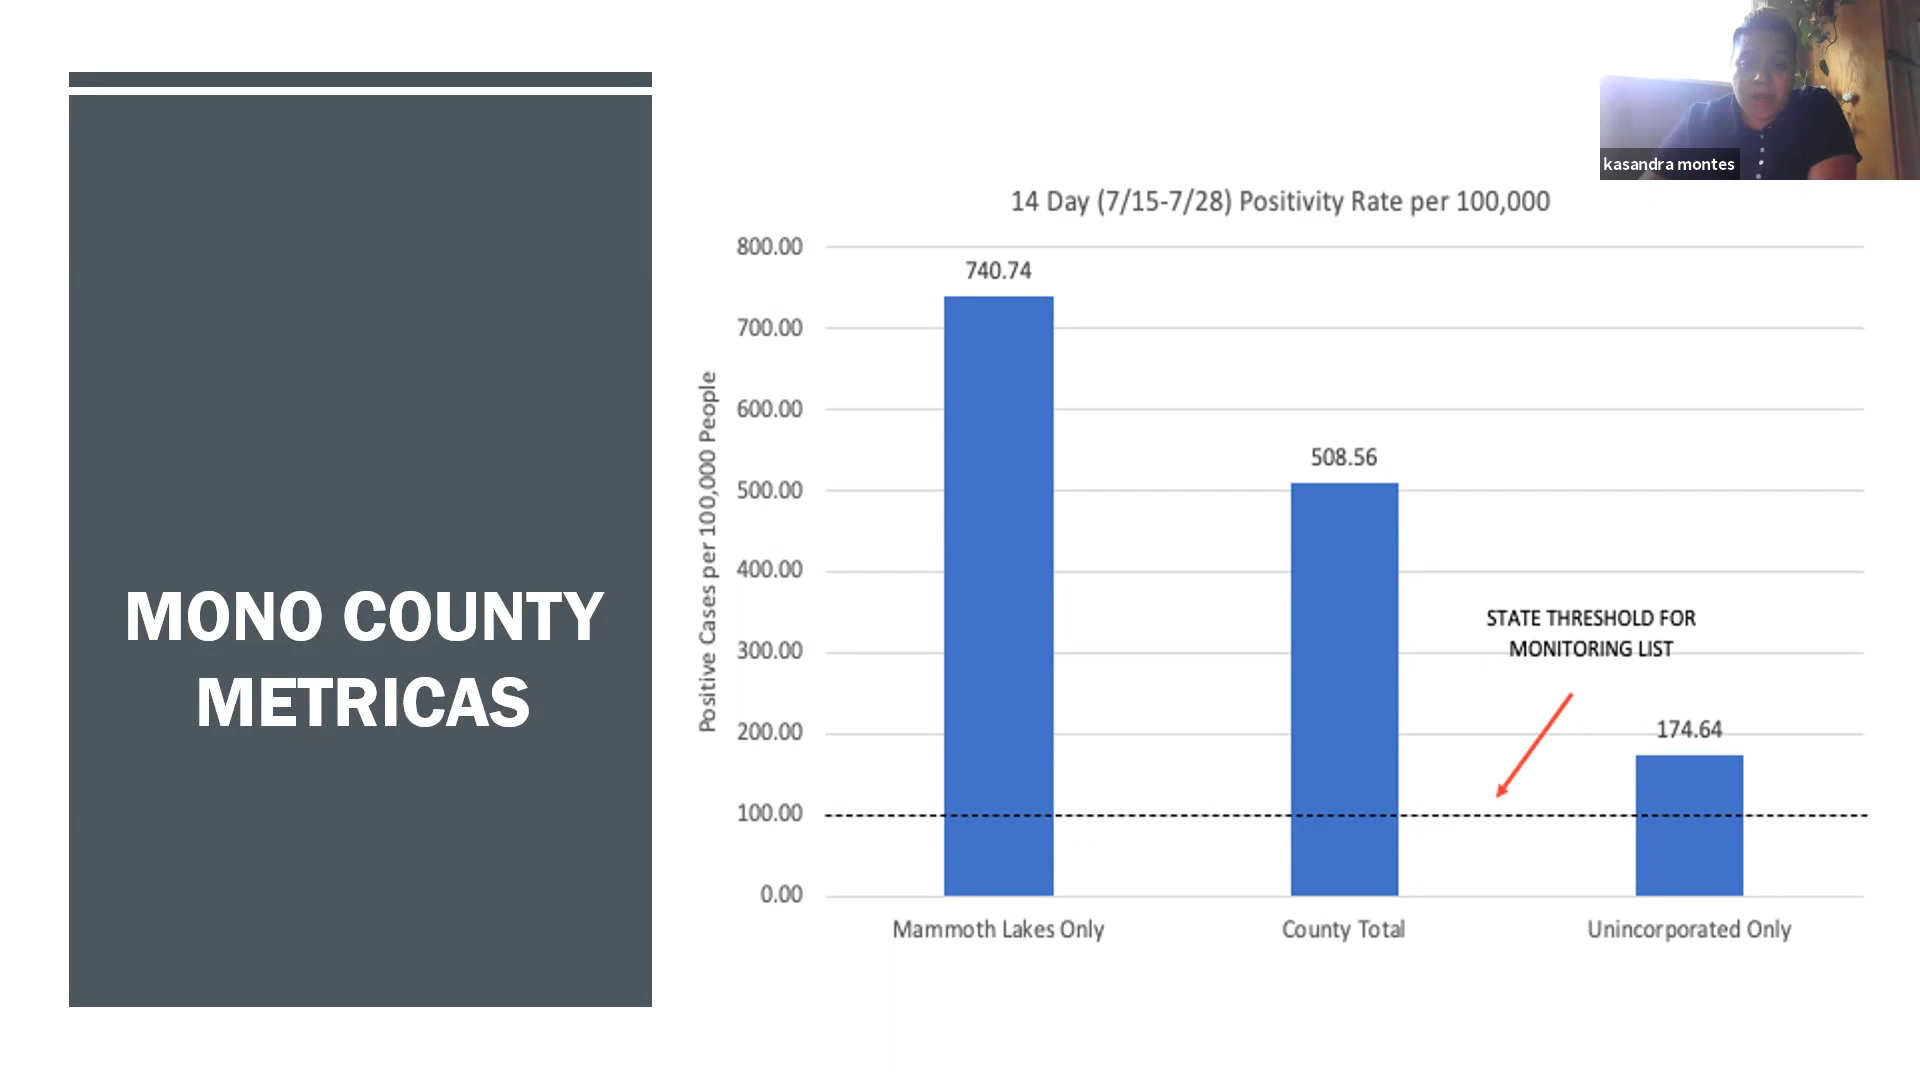 MONO COUNTY
METRICAS
kasandra montes
14 Day (7/15-7/28) Positivity Rate per 100,000
Positive Cases per 100,000 People
800.00
700.00
600.00
500.00
400.00
300.00
200.00
100.00
0.00
740.74
508.56
174.64
STATE THRESHOLD FOR
MONITORING LIST
Mammoth Lakes Only
County Total
Unincorporated Only